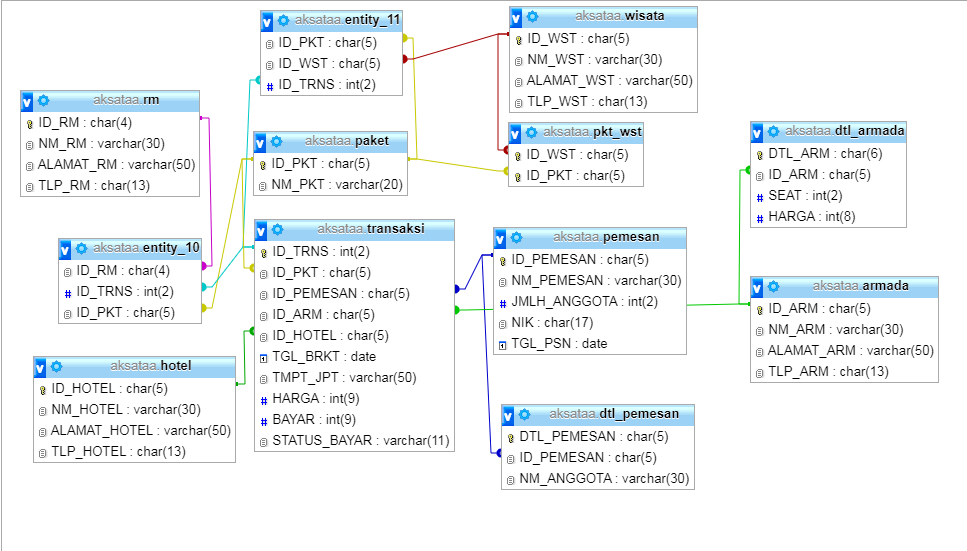 aksataa.entity_11
ID_PKT : char(5)
ID_WST : char(5)
ID_TRNS : int(2)
aksataa.wisata
ID_WST : char(5)
NM_WST : varchar(30)
ALAMAT_WST : varchar(50)
TLP_WST : char(13)
aksataa.rm
ID_RM : char(4)
NM_RM : varchar(30)
ALAMAT_RM : varchar(50)
TLP_RM : char(13)
aksataa.paket
ID_PKT : char(5)
NM_PKT : varchar(20)
aksataa.pkt_wst
ID_WST : char(5)
ID_PKT : char(5)
aksataa.dtl_armada
DTL_ARM : char(6)
ID_ARM : char(5)
SEAT : int(2)
HARGA : int(8)
aksataa.entity_10
ID_RM : char(4)
ID_TRNS : int(2)
ID_PKT : char(5)
aksataa.transaksi
ID_TRNS : int(2)
ID_PKT : char(5)
ID_PEMESAN : char(5)
ID_ARM : char(5)
ID_HOTEL : char(5)
TGL_BRKT : date
TMPT_JPT : varchar(50)
HARGA : int(9)
BAYAR : int(9)
STATUS_BAYAR : varchar(11)
aksataa.pemesan
ID_PEMESAN : char(5)
NM_PEMESAN : varchar(30)
JMLH_ANGGOTA : int(2)
NIK : char(17)
TGL_PSN : date
aksataa.armada
ID_ARM : char(5)
NM_ARM : varchar(30)
ALAMAT_ARM : varchar(50)
TLP_ARM : char(13)
aksataa.hotel
ID_HOTEL : char(5)
NM_HOTEL : varchar(30)
ALAMAT_HOTEL : varchar(50)
TLP_HOTEL : char(13)
aksataa.dtl_pemesan
DTL_PEMESAN : char(5)
ID_PEMESAN : char(5)
NM_ANGGOTA : varchar(30)